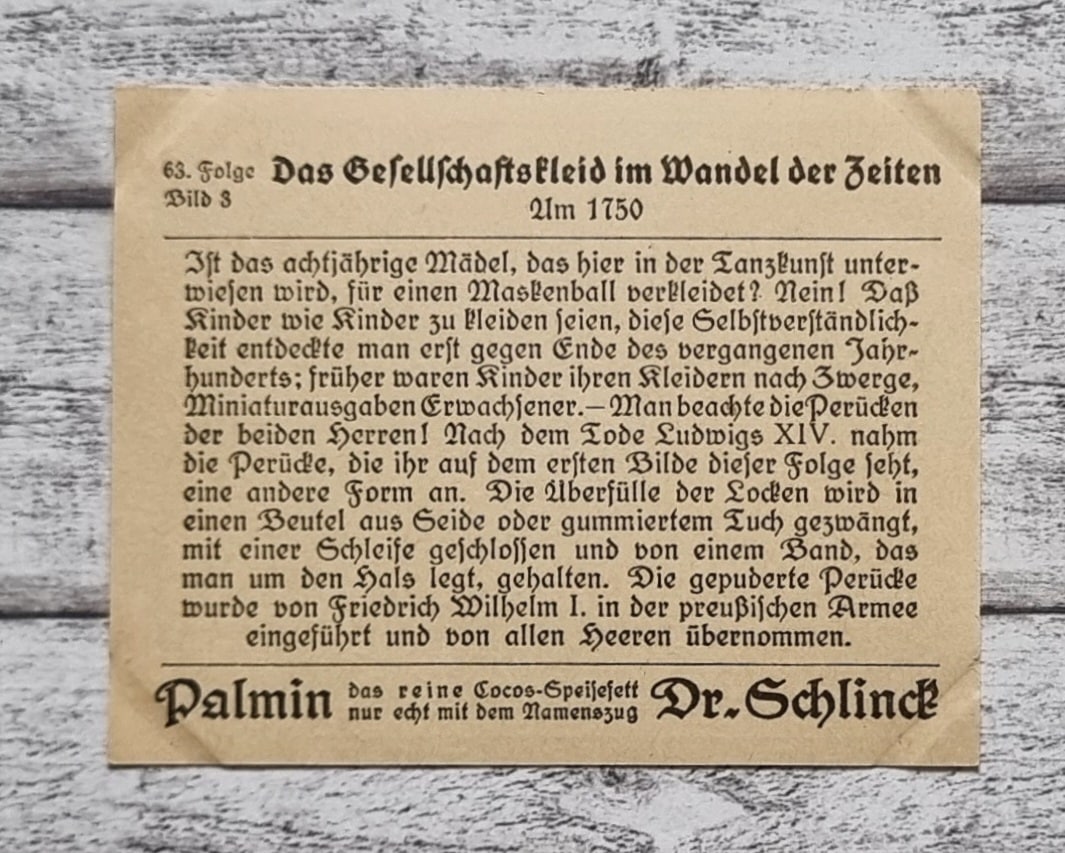 63. Folge Das Gesellschaftskleid im Wandel der Zeiten
Bild 3 Um 1750
Ist das achtjährige Mädel, das hier in der Tanzkunst unter-
wiesen wird, für einen Maskenball verkleidet? Nein! Daß
Kinder wie Kinder zu kleiden seien, diese Selbstverständlich-
keit entdeckte man erst gegen Ende des vergangenen Jahr-
hunderts; früher waren Kinder ihren Kleidern nach Zwerge,
Miniaturausgaben Erwachsener. – Man beachte die Perücken
der beiden Herren! Nach dem Tode Ludwigs XIV. nahm
die Perücke, die ihr auf dem ersten Bilde dieser Folge seht,
eine andere Form an. Die Überfülle der Locken wird in
einen Beutel aus Seide oder gummiertem Tuch gezwängt,
mit einer Schleife geschlossen und von einem Band, das
man um den Hals legt, gehalten. Die gepuderte Perücke
wurde von Friedrich Wilhelm I. in der preußischen Armee
eingeführt und von allen Heeren übernommen.
Palmin das reine Cocos-Speisefett Dr. Schlinck
nur echt mit dem Namenszug